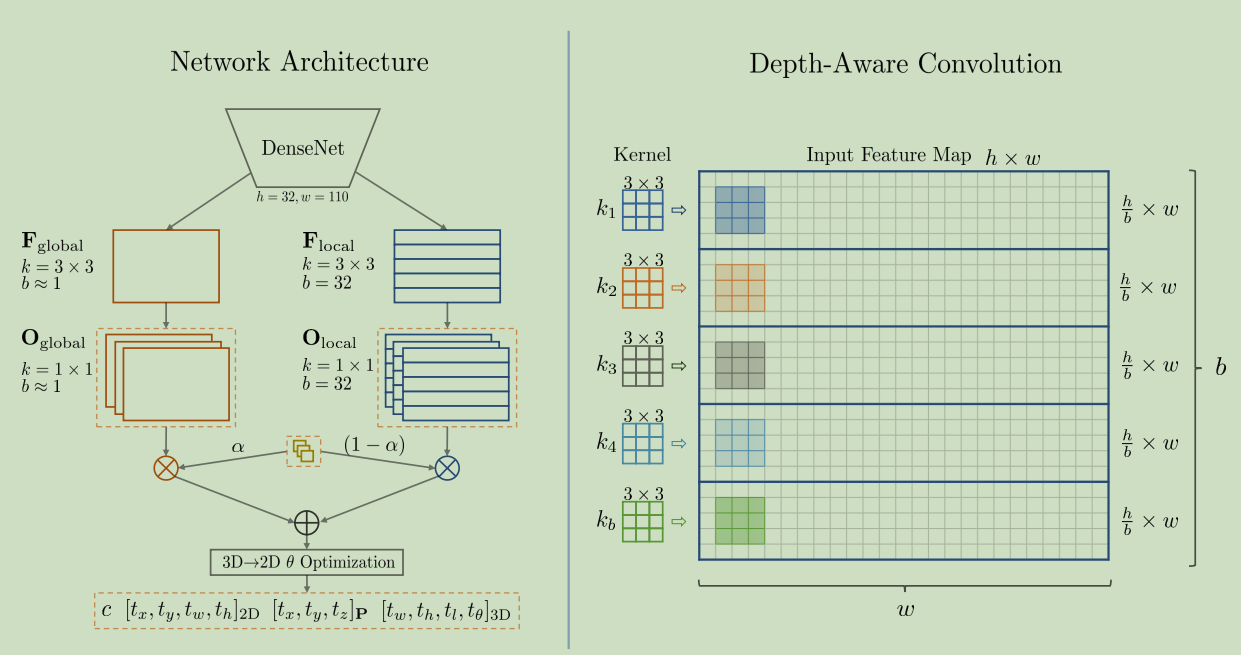 Network Architecture
DenseNet
h = 32, w = 110
F_global
k = 3 × 3
b ≈ 1
F_local
k = 3 × 3
b = 32
O_global
k = 1 × 1
b ≈ 1
O_local
k = 1 × 1
b = 32
α
(1 − α)
3D→2D θ Optimization
c [t_x, t_y, t_w, t_h]_2D [t_x, t_y, t_z]_P [t_w, t_h, t_l, t_θ]_3D
Depth-Aware Convolution
Kernel
Input Feature Map h × w
3 × 3
k_1 ⇨ h/b × w
3 × 3
k_2 ⇨ h/b × w
3 × 3
k_3 ⇨ h/b × w
b
3 × 3
k_4 ⇨ h/b × w
3 × 3
k_b ⇨ h/b × w
w